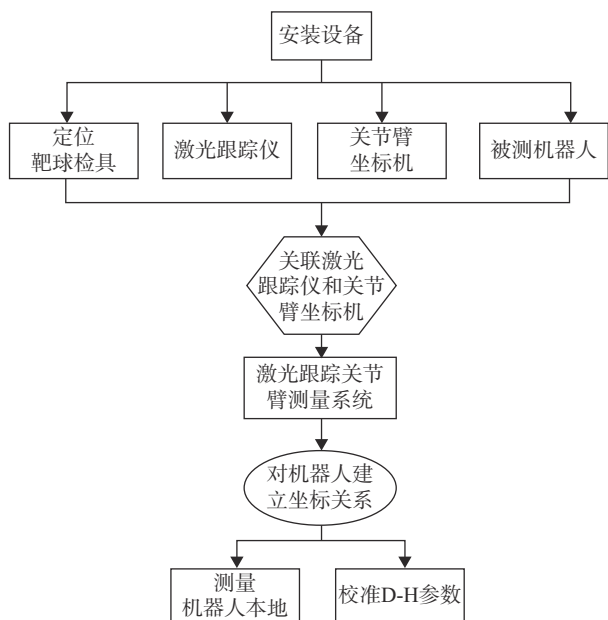 安装设备
定位
靶球检具
激光跟踪仪
关节臂
坐标机
被测机器人
关联激光
跟踪仪和关节
臂坐标机
激光跟踪关节
臂测量系统
对机器人建
立坐标关系
测量
机器人本地
校准D-H参数